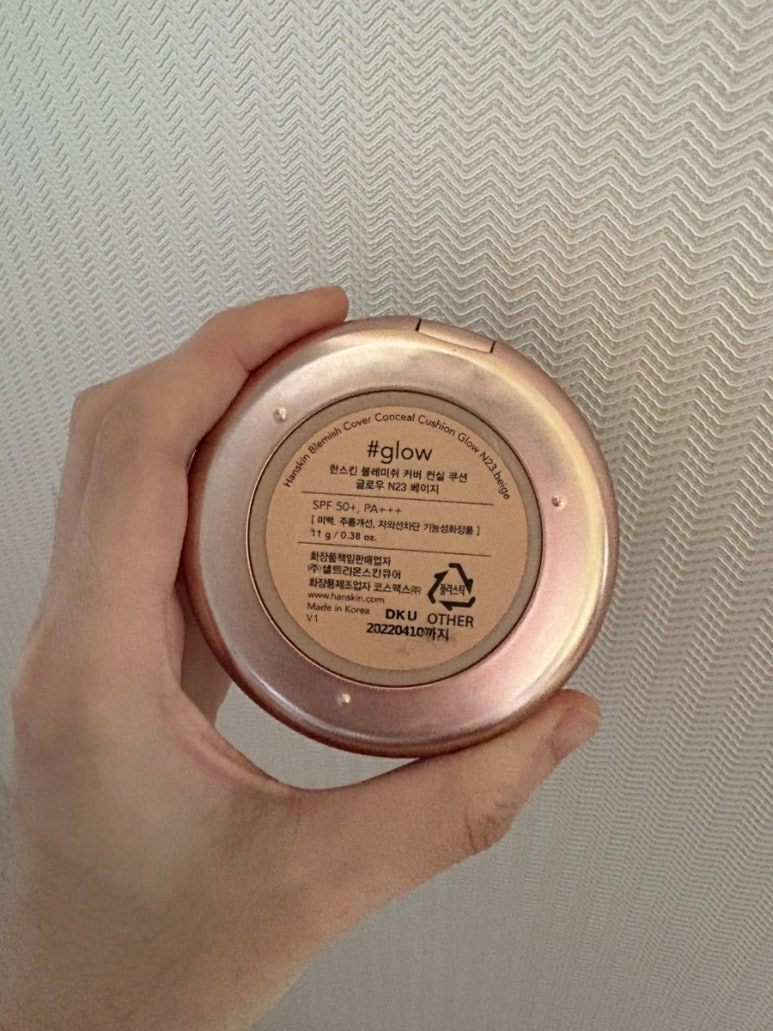 Hanskin Blemish Cover Conceal Cushion Glow N23 beige
#glow
한스킨 블레미쉬 커버 컨실 쿠션
글로우 N23 베이지
SPF 50+, PA+++
[ 미백, 주름개선, 자외선차단 기능성화장품 ]
11 g / 0.38 oz.
화장품책임판매업자
㈜셀트리온스킨큐어
화장품제조업자 코스맥스㈜
www.hanskin.com
Made in Korea
V.1
플라스틱
OTHER
DKU
20220410까지